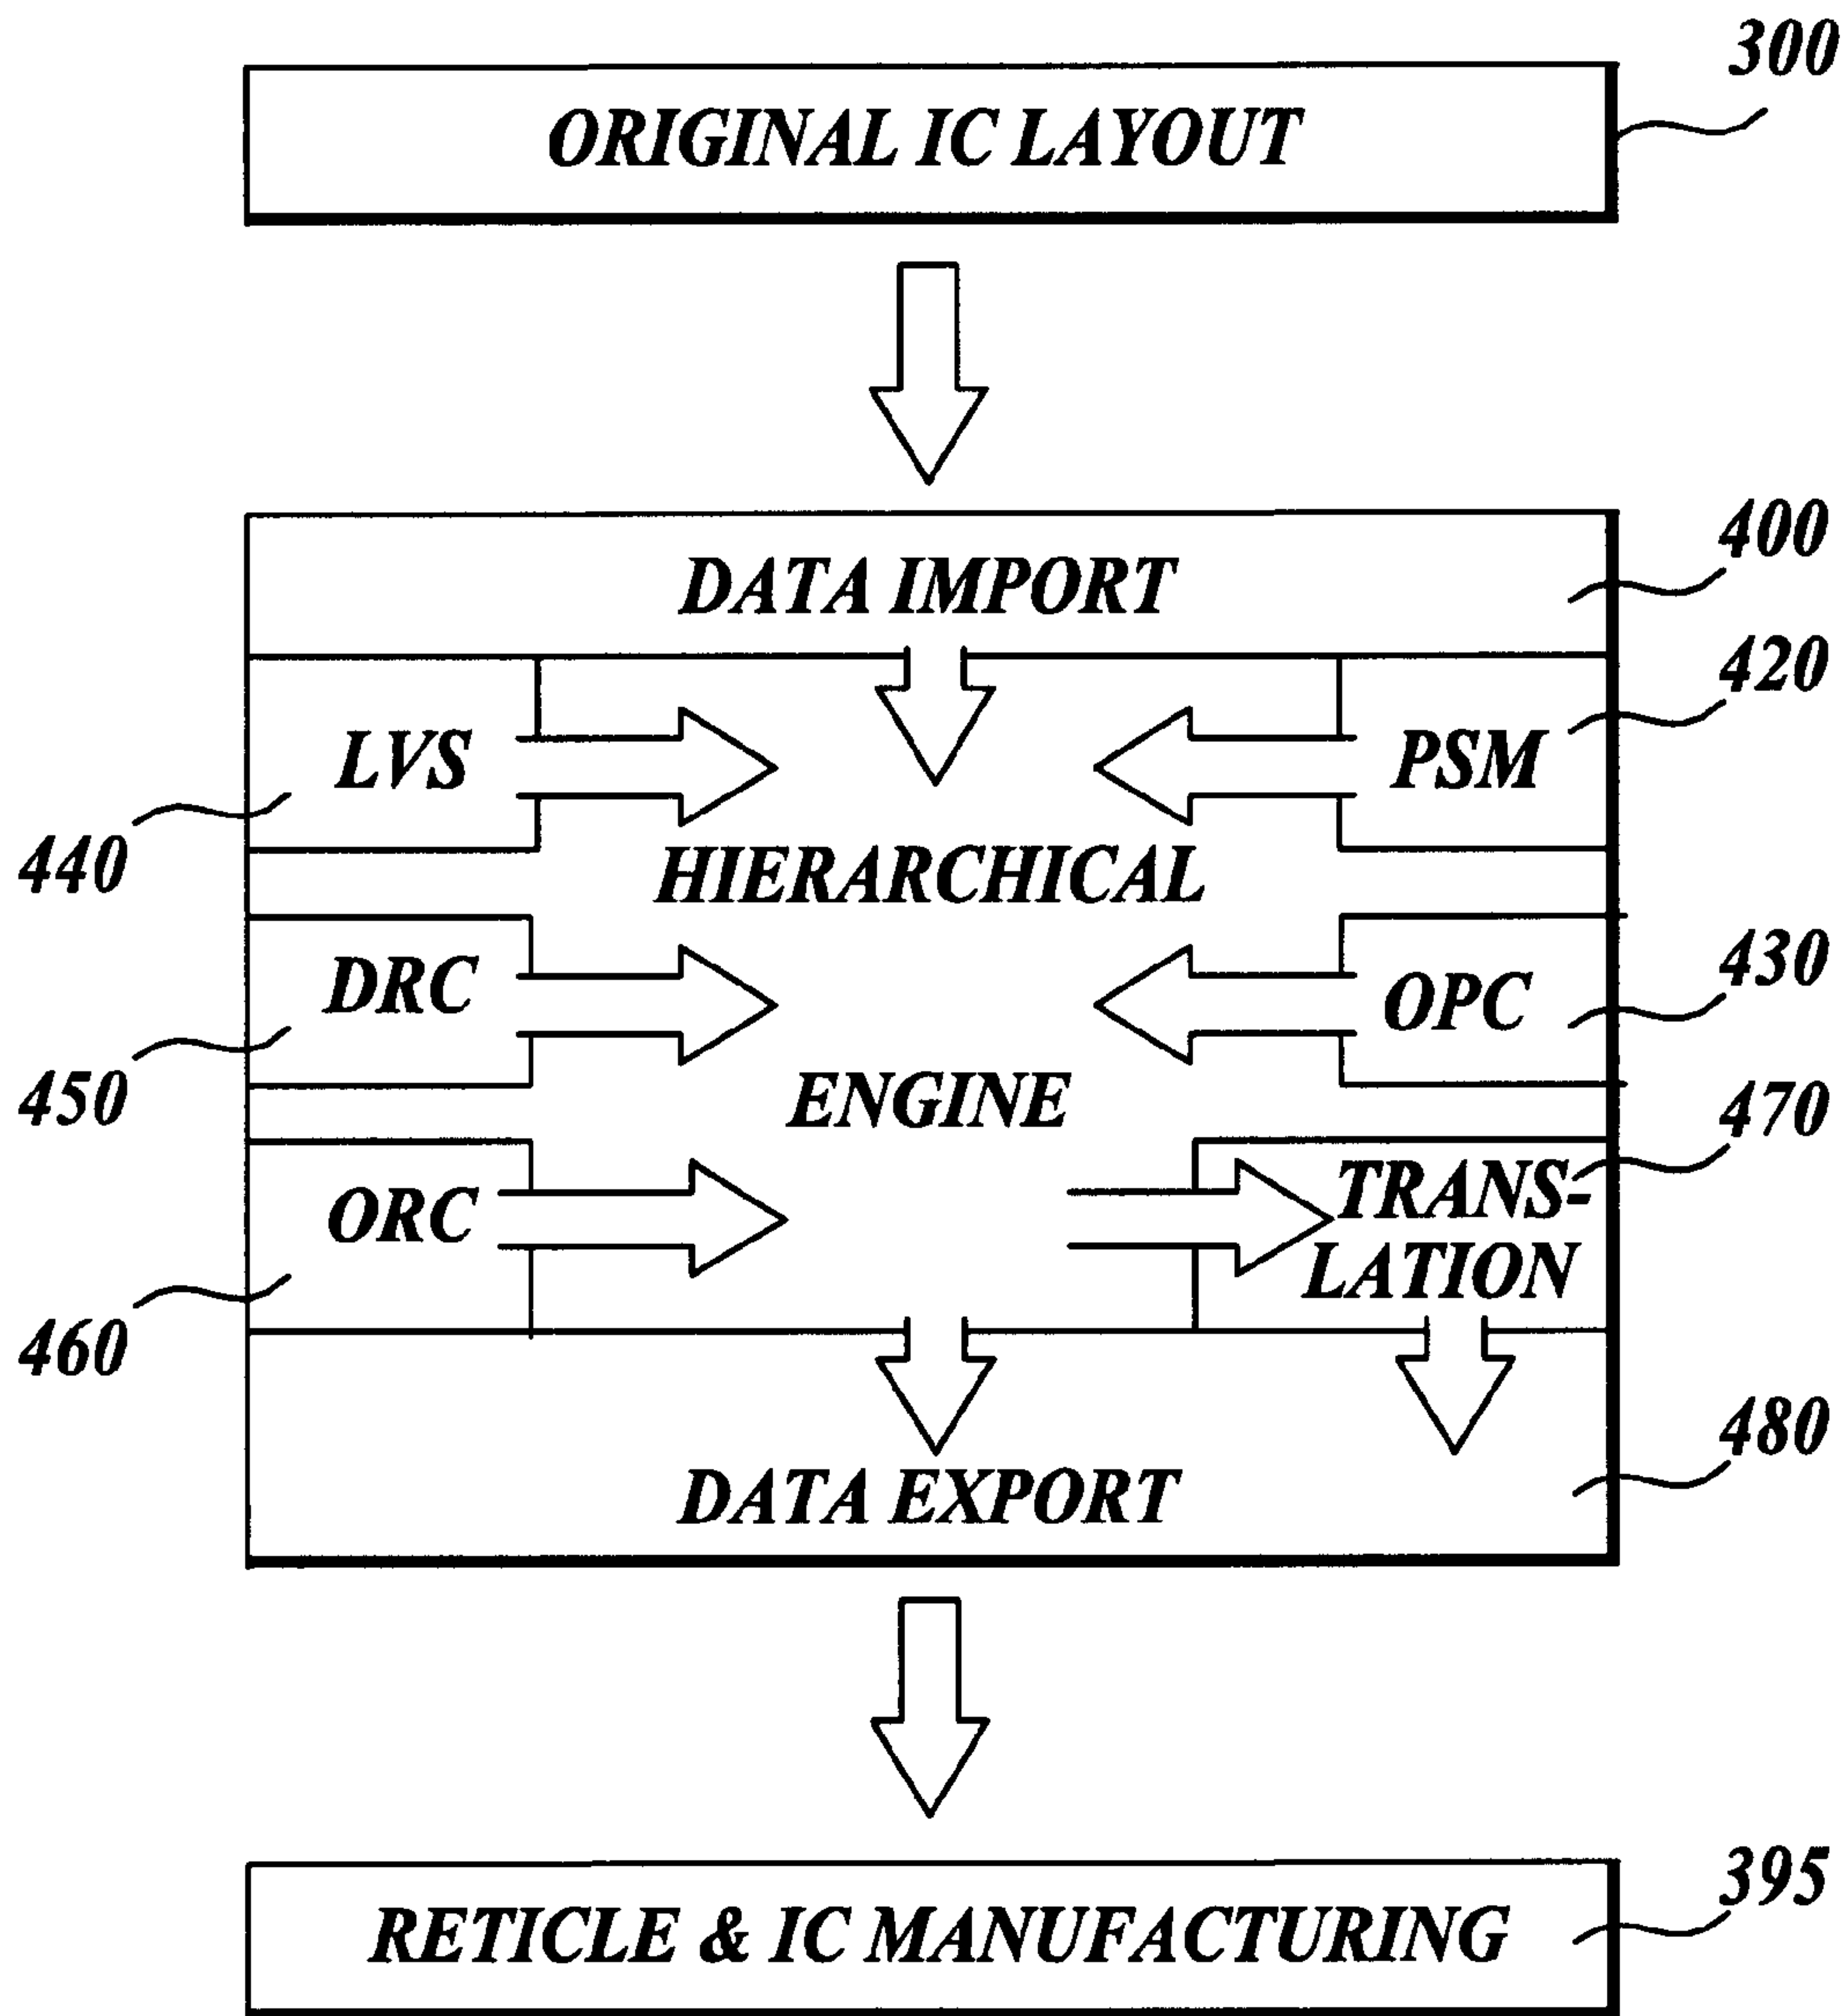 300
ORIGINAL IC LAYOUT
400
DATA IMPORT
420
LVS
PSM
440
HIERARCHICAL
DRC
430
OPC
450
ENGINE
470
ORC
TRANS-
LATION
460
480
DATA EXPORT
395
RETICLE & IC MANUFACTURING